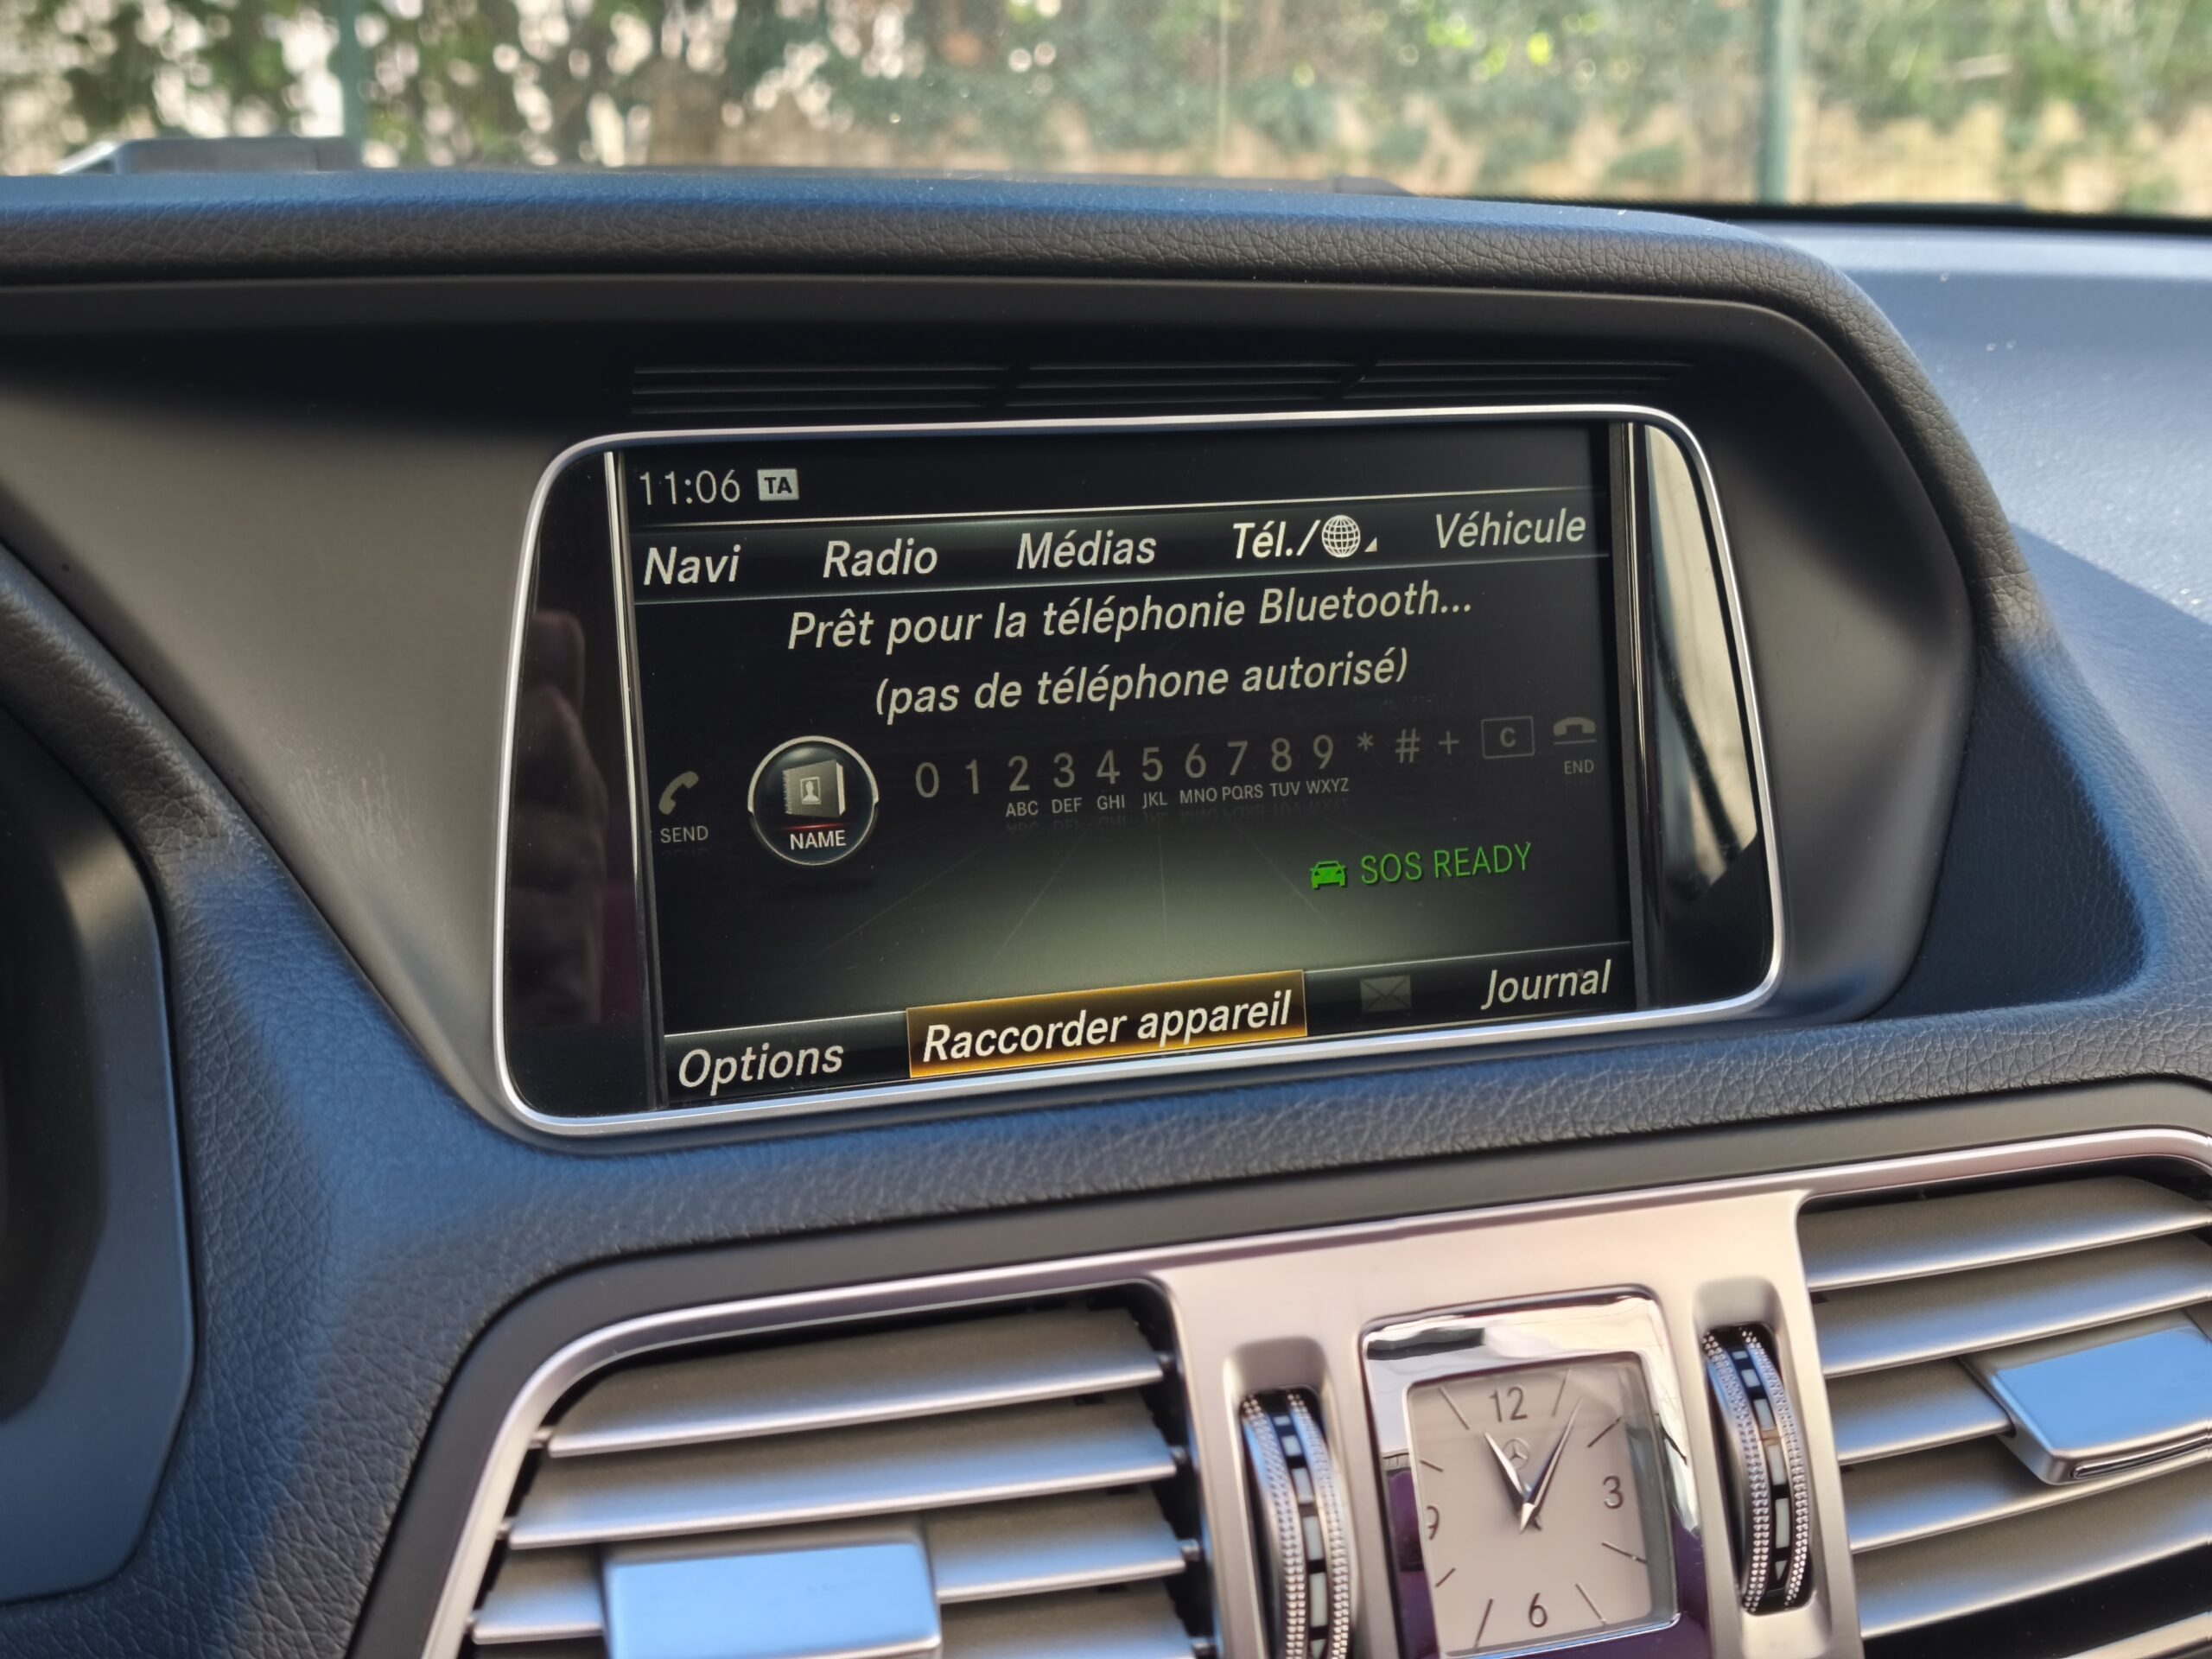 11:06 TA
Navi Radio Médias Tél./ Véhicule
Prêt pour la téléphonie Bluetooth...
(pas de téléphone autorisé)
SEND NAME 0 1 2 3 4 5 6 7 8 9 * # + C END
ABC DEF GHI JKL MNO PQRS TUV WXYZ
SOS READY
Options Raccorder appareil Journal
12
9 3
6